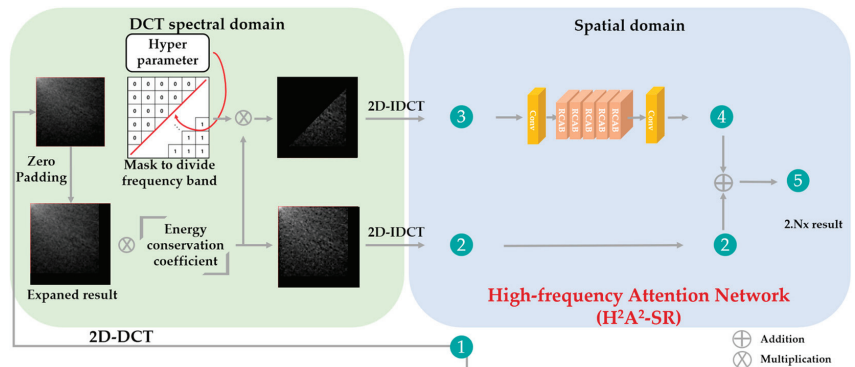 DCT spectral domain
Spatial domain
Hyper
parameter
0 0 0 0
0 0 0
0 0
0
1
1 1
1 1 1
Mask to divide
frequency band
Zero
Padding
Expaned result
Energy
conservation
coefficient
2D-IDCT
2D-IDCT
3
Conv
RCAB
RCAB
RCAB
RCAB
RCAB
Conv
4
5
2.Nx result
2
2
High-frequency Attention Network
(H²A²-SR)
2D-DCT
1
Addition
Multiplication